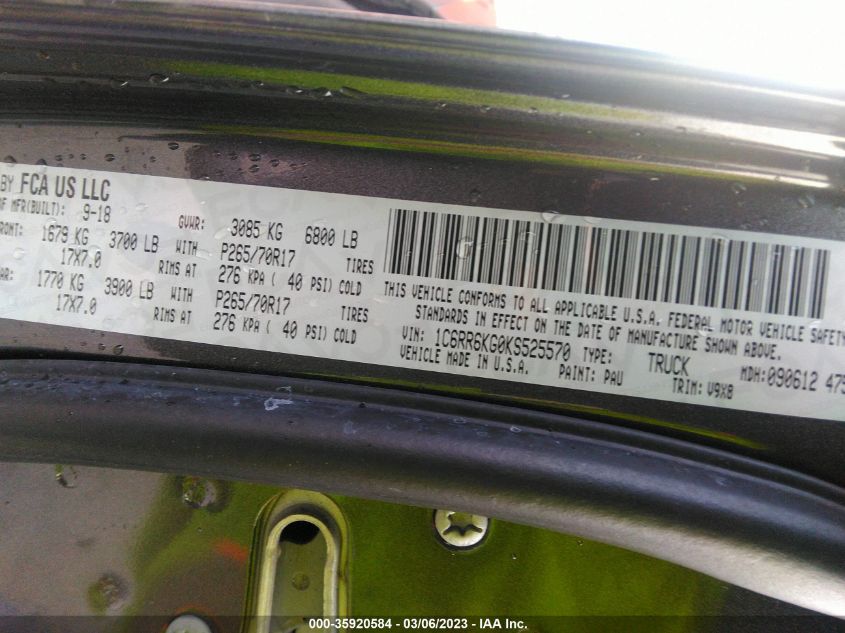 BY FCA US LLC
OF MFR(BUILT): 9-18 GVWR: 3085 KG 6800 LB
RONT: 1679 KG 3700 LB WITH P265/70R17 TIRES
17X7.0 RIMS AT 276 KPA ( 40 PSI) COLD
AR: 1770 KG 3900 LB WITH P265/70R17 TIRES
17X7.0 RIMS AT 276 KPA ( 40 PSI) COLD
THIS VEHICLE CONFORMS TO ALL APPLICABLE U.S.A. FEDERAL MOTOR VEHICLE SAFETY
STANDARDS IN EFFECT ON THE DATE OF MANUFACTURE SHOWN ABOVE.
VIN: 1C6RR6KG0KS525570 TYPE: TRUCK MDH:090612 475
VEHICLE MADE IN U.S.A. PAINT: PAU TRIM: V9X8
000-35920584 — 03/06/2023 — IAA Inc.